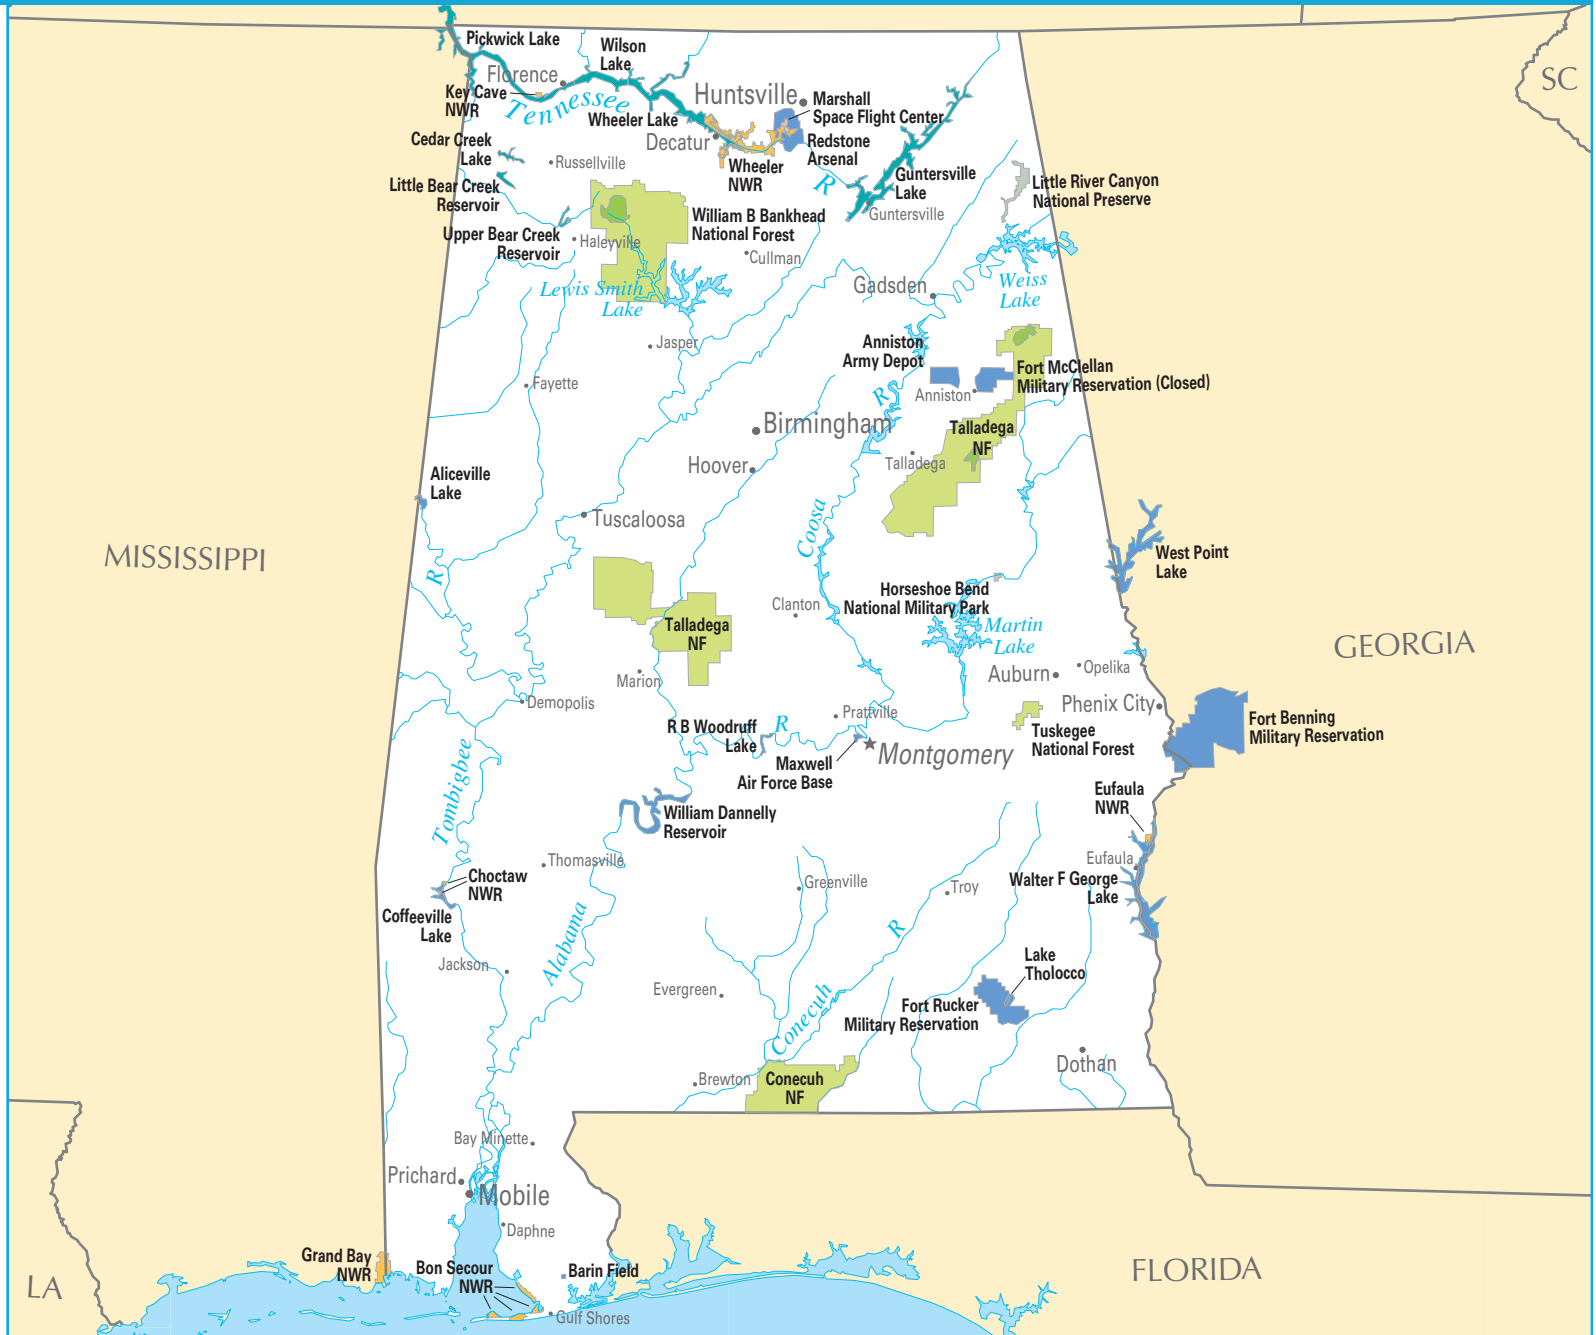 SC
Pickwick Lake
Wilson
Lake
Florence
Key Cave
NWR
Tennessee
Huntsville
Marshall
Space Flight Center
Wheeler Lake
Decatur
Redstone
Arsenal
Cedar Creek
Lake
Russellville
Wheeler
NWR
R
Guntersville
Lake
Little River Canyon
National Preserve
Little Bear Creek
Reservoir
Guntersville
William B Bankhead
National Forest
Upper Bear Creek
Reservoir
Haleyville
Cullman
Lewis Smith
Lake
Gadsden
Weiss
Lake
Jasper
Anniston
Army Depot
Fort McClellan
Military Reservation (Closed)
Fayette
Anniston
R
Birmingham
Talladega
NF
Hoover
Talladega
Aliceville
Lake
Tuscaloosa
Coosa
MISSISSIPPI
R
West Point
Lake
Horseshoe Bend
National Military Park
Clanton
Talladega
NF
Martin
Lake
GEORGIA
Marion
Auburn
Opelika
Demopolis
Phenix City
Prattville
R B Woodruff
Lake
R
Tuskegee
National Forest
Fort Benning
Military Reservation
Montgomery
Maxwell
Air Force Base
Tombigbee
William Dannelly
Reservoir
Eufaula
NWR
Thomasville
Eufaula
Choctaw
NWR
Greenville
Troy
Walter F George
Lake
Coffeeville
Lake
Alabama
R
Jackson
Lake
Tholocco
Evergreen
Conecuh
Fort Rucker
Military Reservation
Dothan
Brewton
Conecuh
NF
Bay Minette
Prichard
Mobile
Daphne
Grand Bay
NWR
Bon Secour
NWR
Barin Field
FLORIDA
LA
Gulf Shores